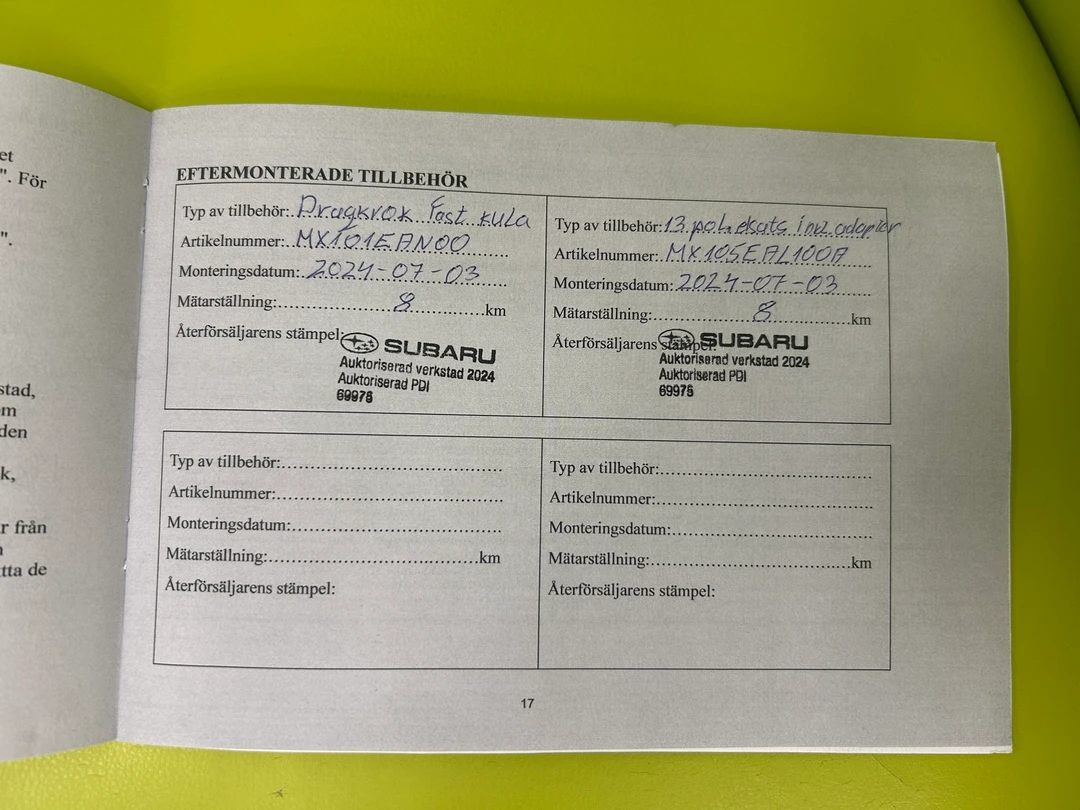 et
". För
".
stad,
m
den
k,
r från
tta de
EFTERMONTERADE TILLBEHÖR
Typ av tillbehör: Dragkrok Fast kula
Artikelnummer: MX101EAN00
Monteringsdatum: 2024-07-03
Mätarställning: 8 km
Återförsäljarens stämpel:
SUBARU
Auktoriserad verkstad 2024
Auktoriserad PDI
69975
Typ av tillbehör: 13 pol. elsats inkl adapter
Artikelnummer: MX105EAL100A
Monteringsdatum: 2024-07-03
Mätarställning: 8 km
Återförsäljarens stämpel:
SUBARU
Auktoriserad verkstad 2024
Auktoriserad PDI
69975
Typ av tillbehör:
Artikelnummer:
Monteringsdatum:
Mätarställning: km
Återförsäljarens stämpel:
Typ av tillbehör:
Artikelnummer:
Monteringsdatum:
Mätarställning: km
Återförsäljarens stämpel:
17